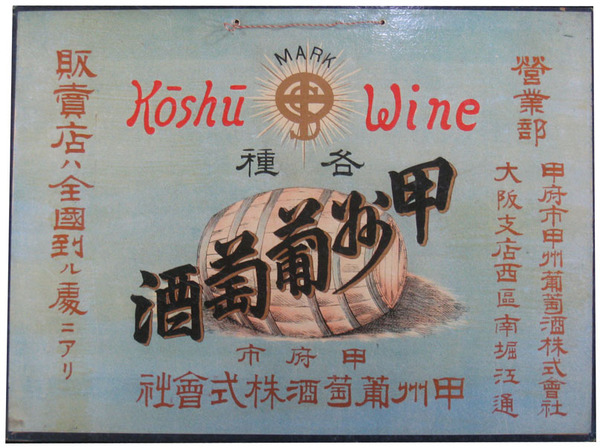 MARK
Kōshū Wine
各種
甲州葡萄酒
甲府市
甲州葡萄酒株式會社
營業部
甲府市甲州葡萄酒株式會社
大阪支店西區南堀江通
販賣店ハ全國到ル處ニアリ